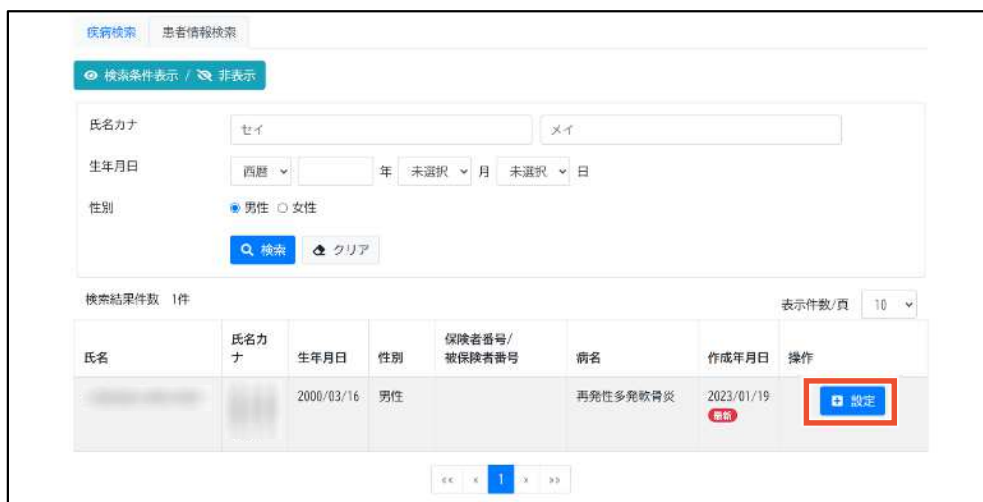 疾病検索 患者情報検索
検索条件表示 / 非表示
氏名カナ セイ メイ
生年月日 西暦 年 未選択 月 未選択 日
性別 男性 女性
検索 クリア
検索結果件数 1件
表示件数/頁 10
氏名 氏名カナ 生年月日 性別 保険者番号/被保険者番号 病名 作成年月日 操作
2000/03/16 男性 再発性多発軟骨炎 2023/01/19 最新 設定
<< < 1 > >>